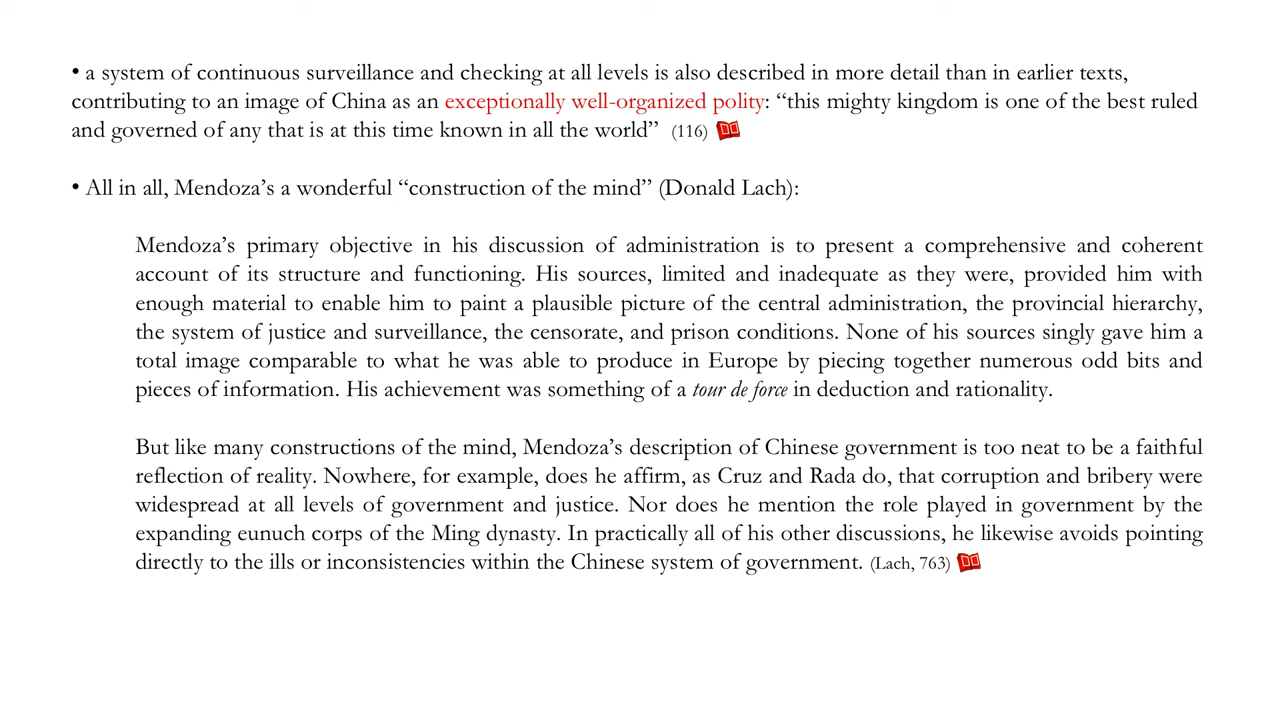 • a system of continuous surveillance and checking at all levels is also described in more detail than in earlier texts,
contributing to an image of China as an exceptionally well-organized polity: “this mighty kingdom is one of the best ruled
and governed of any that is at this time known in all the world” (116)
• All in all, Mendoza’s a wonderful “construction of the mind” (Donald Lach):
Mendoza’s primary objective in his discussion of administration is to present a comprehensive and coherent
account of its structure and functioning. His sources, limited and inadequate as they were, provided him with
enough material to enable him to paint a plausible picture of the central administration, the provincial hierarchy,
the system of justice and surveillance, the censorate, and prison conditions. None of his sources singly gave him a
total image comparable to what he was able to produce in Europe by piecing together numerous odd bits and
pieces of information. His achievement was something of a tour de force in deduction and rationality.
But like many constructions of the mind, Mendoza’s description of Chinese government is too neat to be a faithful
reflection of reality. Nowhere, for example, does he affirm, as Cruz and Rada do, that corruption and bribery were
widespread at all levels of government and justice. Nor does he mention the role played in government by the
expanding eunuch corps of the Ming dynasty. In practically all of his other discussions, he likewise avoids pointing
directly to the ills or inconsistencies within the Chinese system of government. (Lach, 763)